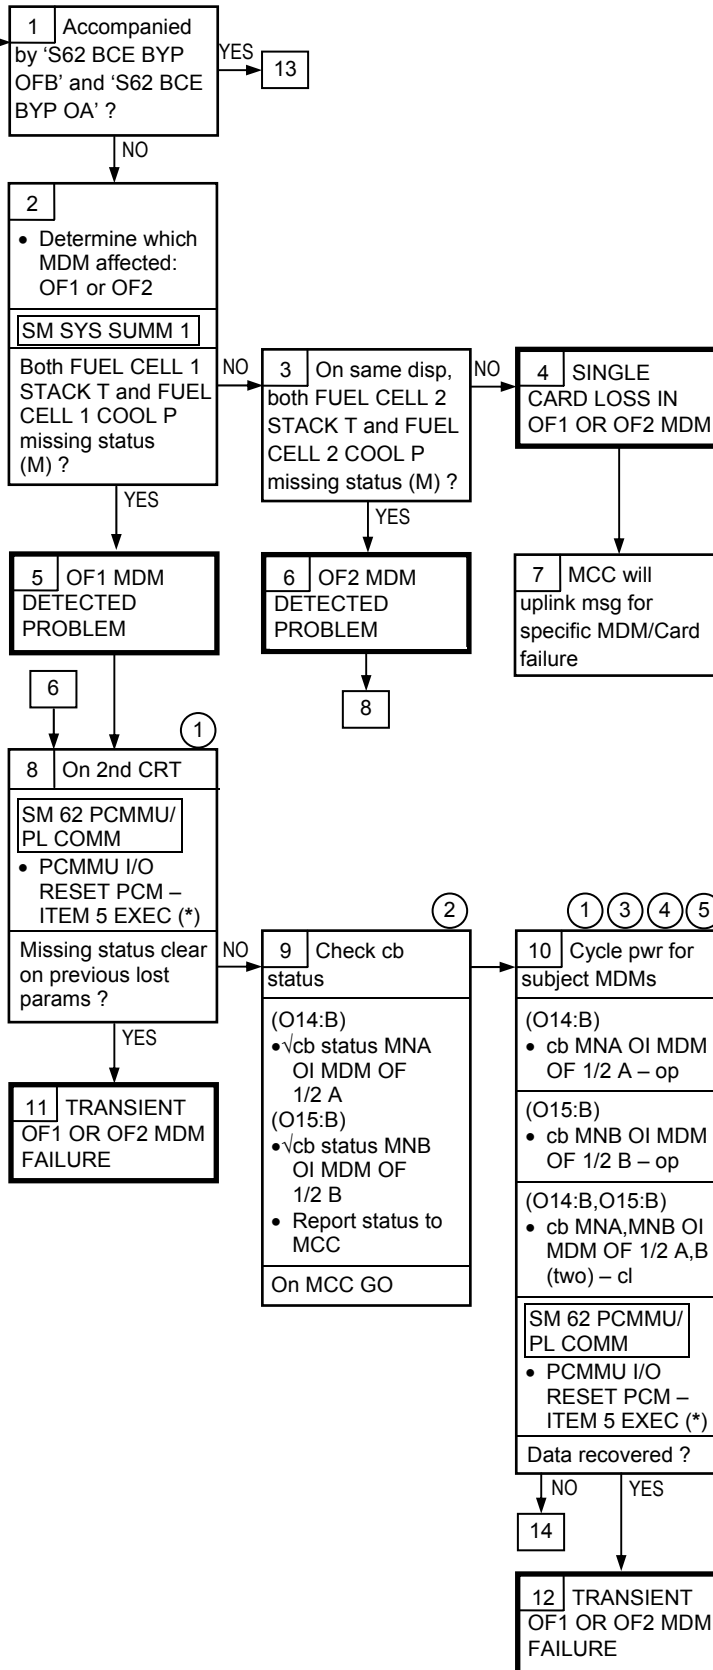 1 Accompanied
by ‘S62 BCE BYP
OFB’ and ‘S62 BCE
BYP OA’ ?
YES
13
NO
2
• Determine which
MDM affected:
OF1 or OF2
SM SYS SUMM 1
Both FUEL CELL 1
STACK T and FUEL
CELL 1 COOL P
missing status
(M) ?
NO
3 On same disp,
both FUEL CELL 2
STACK T and FUEL
CELL 2 COOL P
missing status (M) ?
NO
4 SINGLE
CARD LOSS IN
OF1 OR OF2 MDM
YES
YES
5 OF1 MDM
DETECTED
PROBLEM
6 OF2 MDM
DETECTED
PROBLEM
7 MCC will
uplink msg for
specific MDM/Card
failure
6
8
1
8 On 2nd CRT
SM 62 PCMMU/
PL COMM
• PCMMU I/O
RESET PCM –
ITEM 5 EXEC (*)
Missing status clear
on previous lost
params ?
NO
YES
11 TRANSIENT
OF1 OR OF2 MDM
FAILURE
2
9 Check cb
status
(O14:B)
•√cb status MNA
OI MDM OF
1/2 A
(O15:B)
•√cb status MNB
OI MDM OF
1/2 B
• Report status to
MCC
On MCC GO
1 3 4 5
10 Cycle pwr for
subject MDMs
(O14:B)
• cb MNA OI MDM
OF 1/2 A – op
(O15:B)
• cb MNB OI MDM
OF 1/2 B – op
(O14:B,O15:B)
• cb MNA,MNB OI
MDM OF 1/2 A,B
(two) – cl
SM 62 PCMMU/
PL COMM
• PCMMU I/O
RESET PCM –
ITEM 5 EXEC (*)
Data recovered ?
NO
YES
14
12 TRANSIENT
OF1 OR OF2 MDM
FAILURE